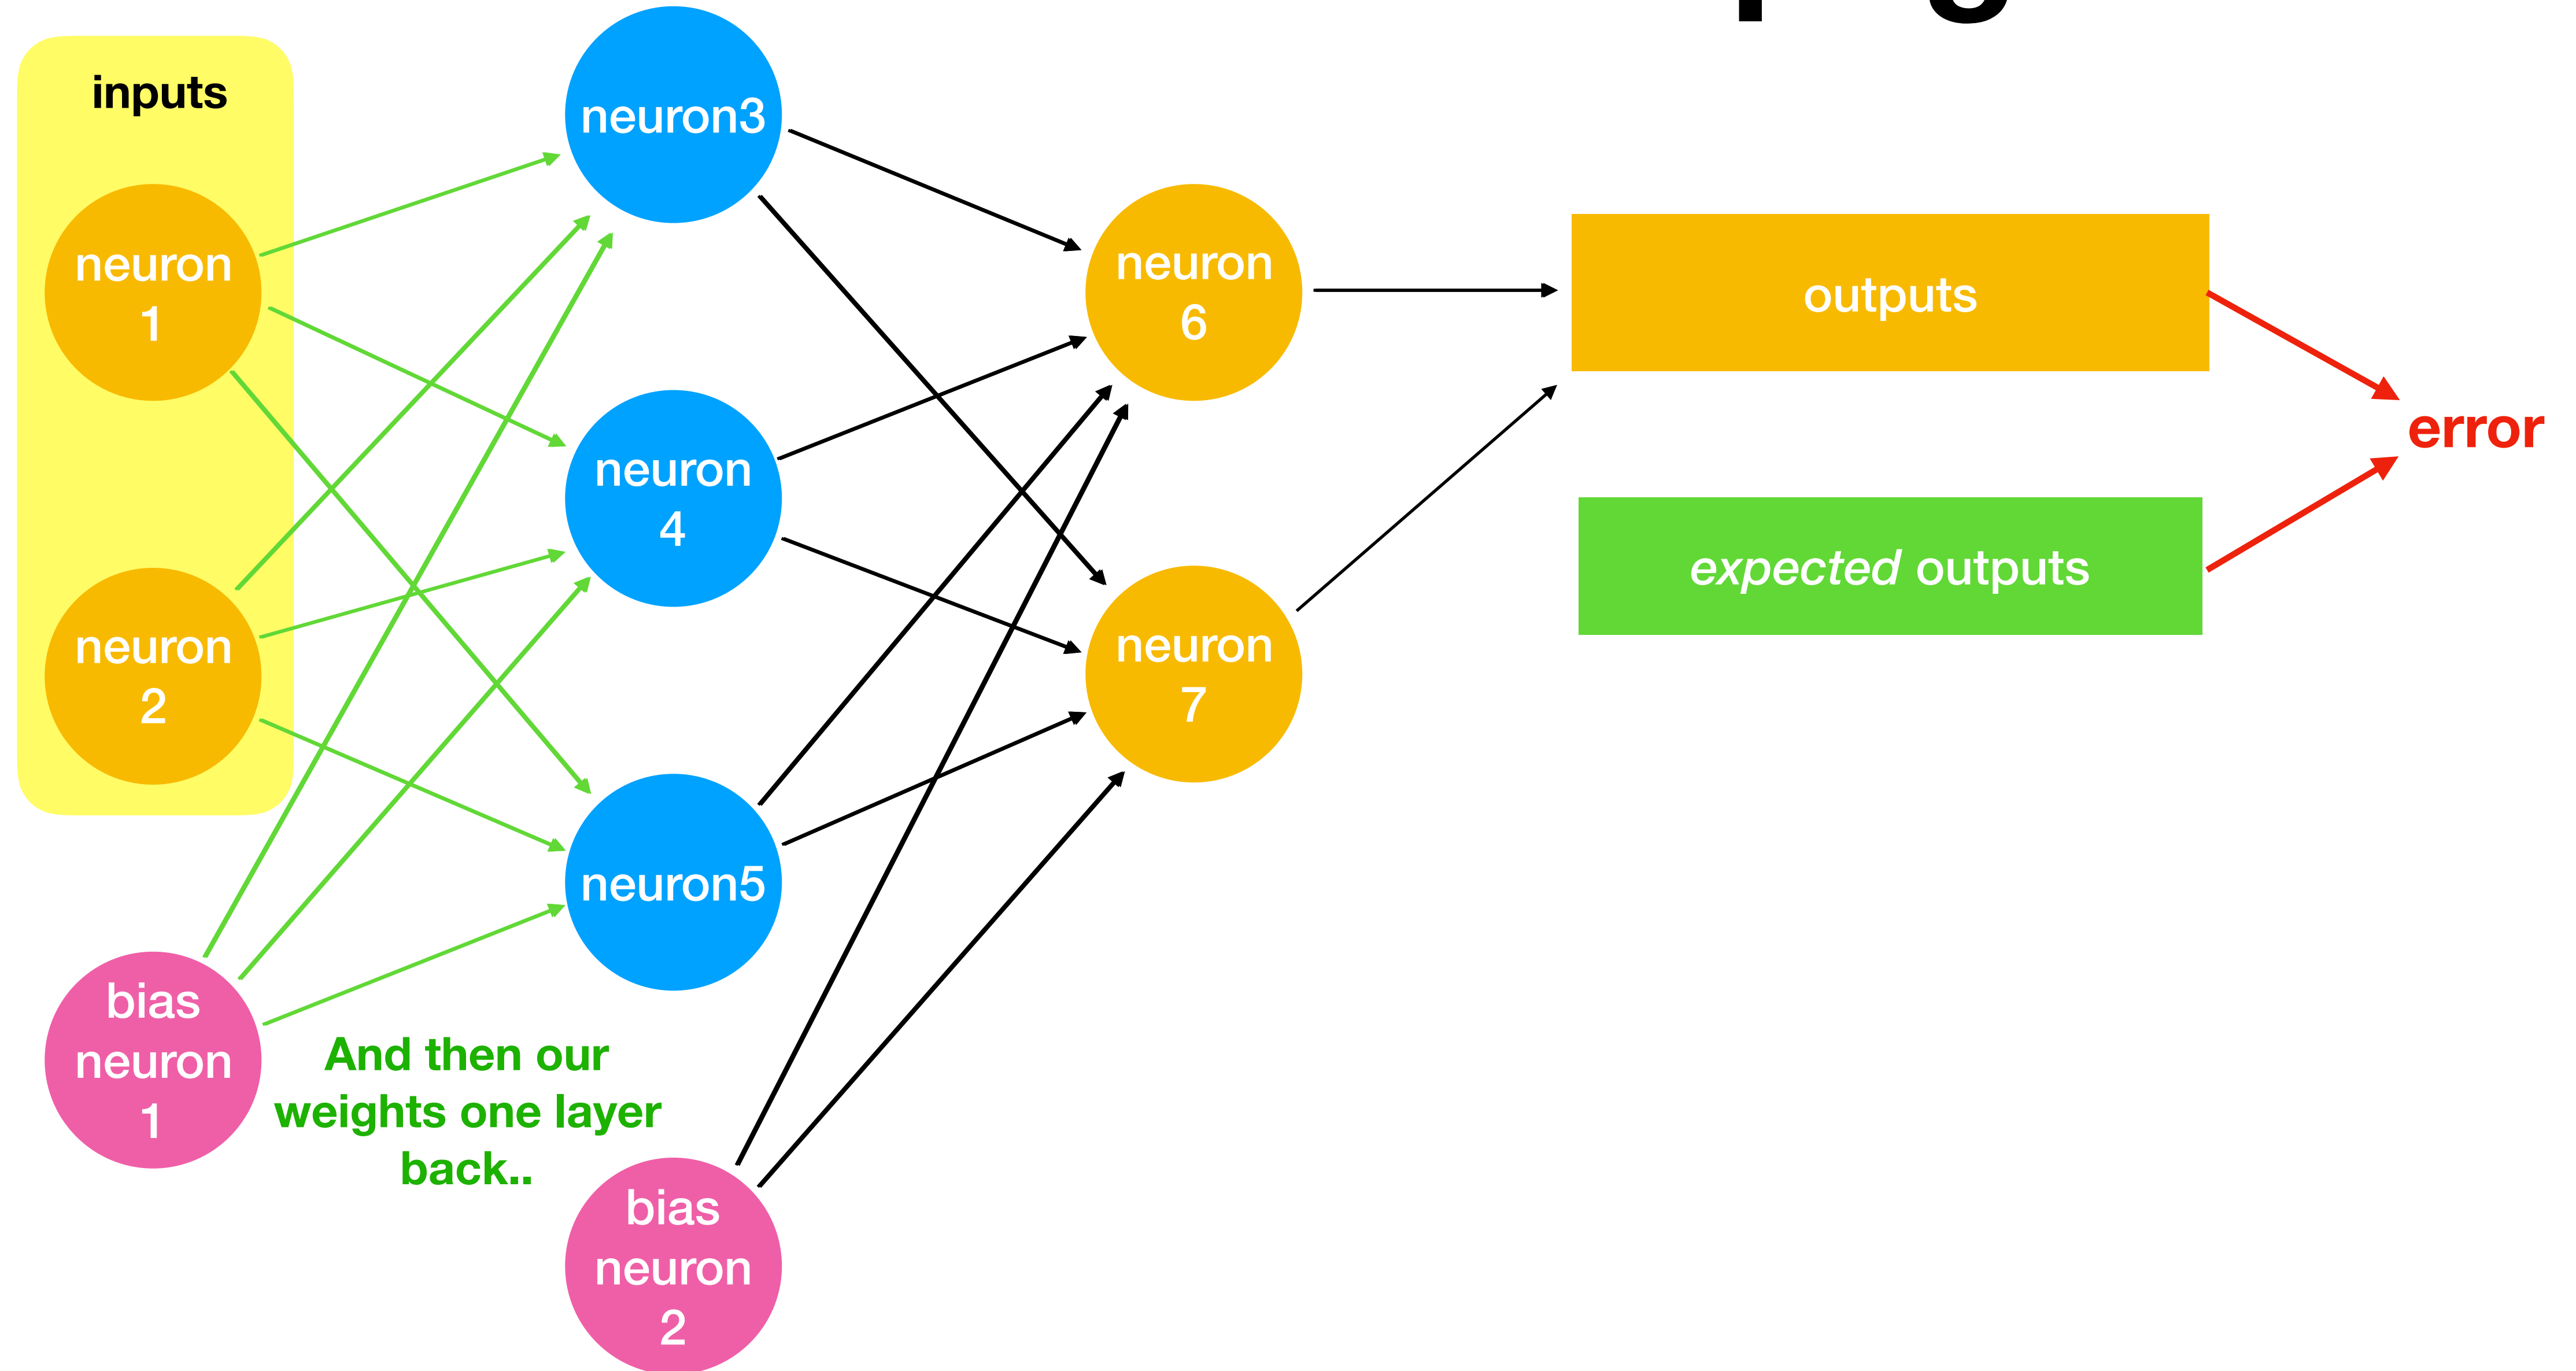 inputs
neuron3
neuron
1
neuron
6
outputs
error
neuron
4
expected outputs
neuron
2
neuron
7
neuron5
bias
neuron
1
And then our
weights one layer
back..
bias
neuron
2